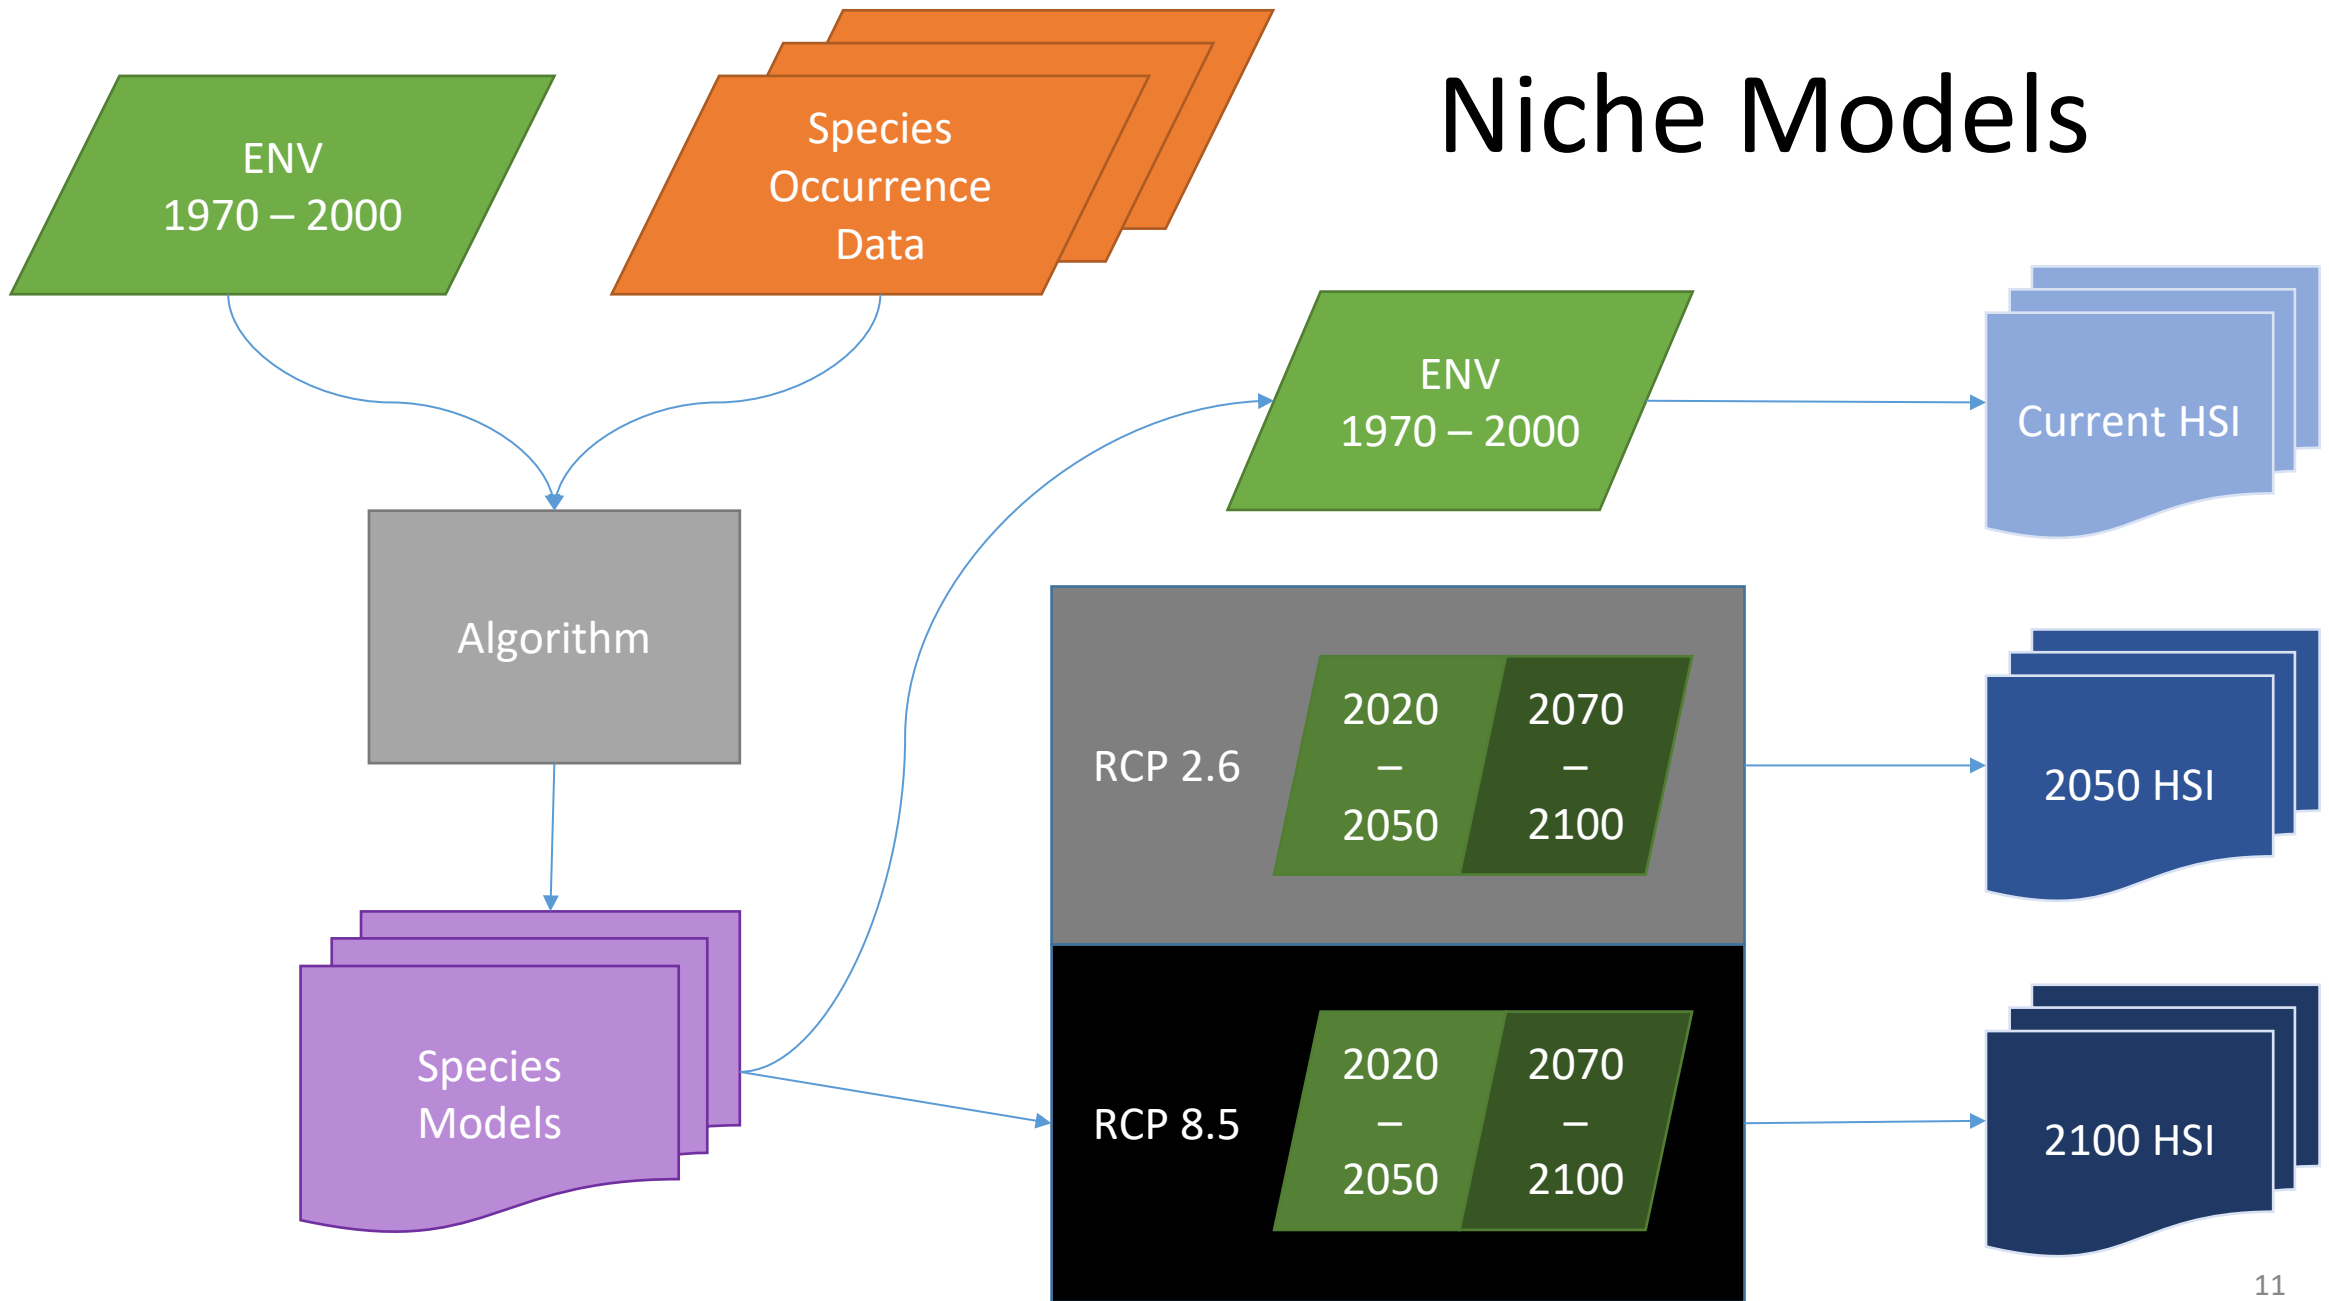 Niche Models
ENV
1970 – 2000
Species
Occurrence
Data
ENV
1970 – 2000
Current HSI
Algorithm
RCP 2.6
2020
–
2050
2070
–
2100
2050 HSI
Species
Models
RCP 8.5
2020
–
2050
2070
–
2100
2100 HSI
11